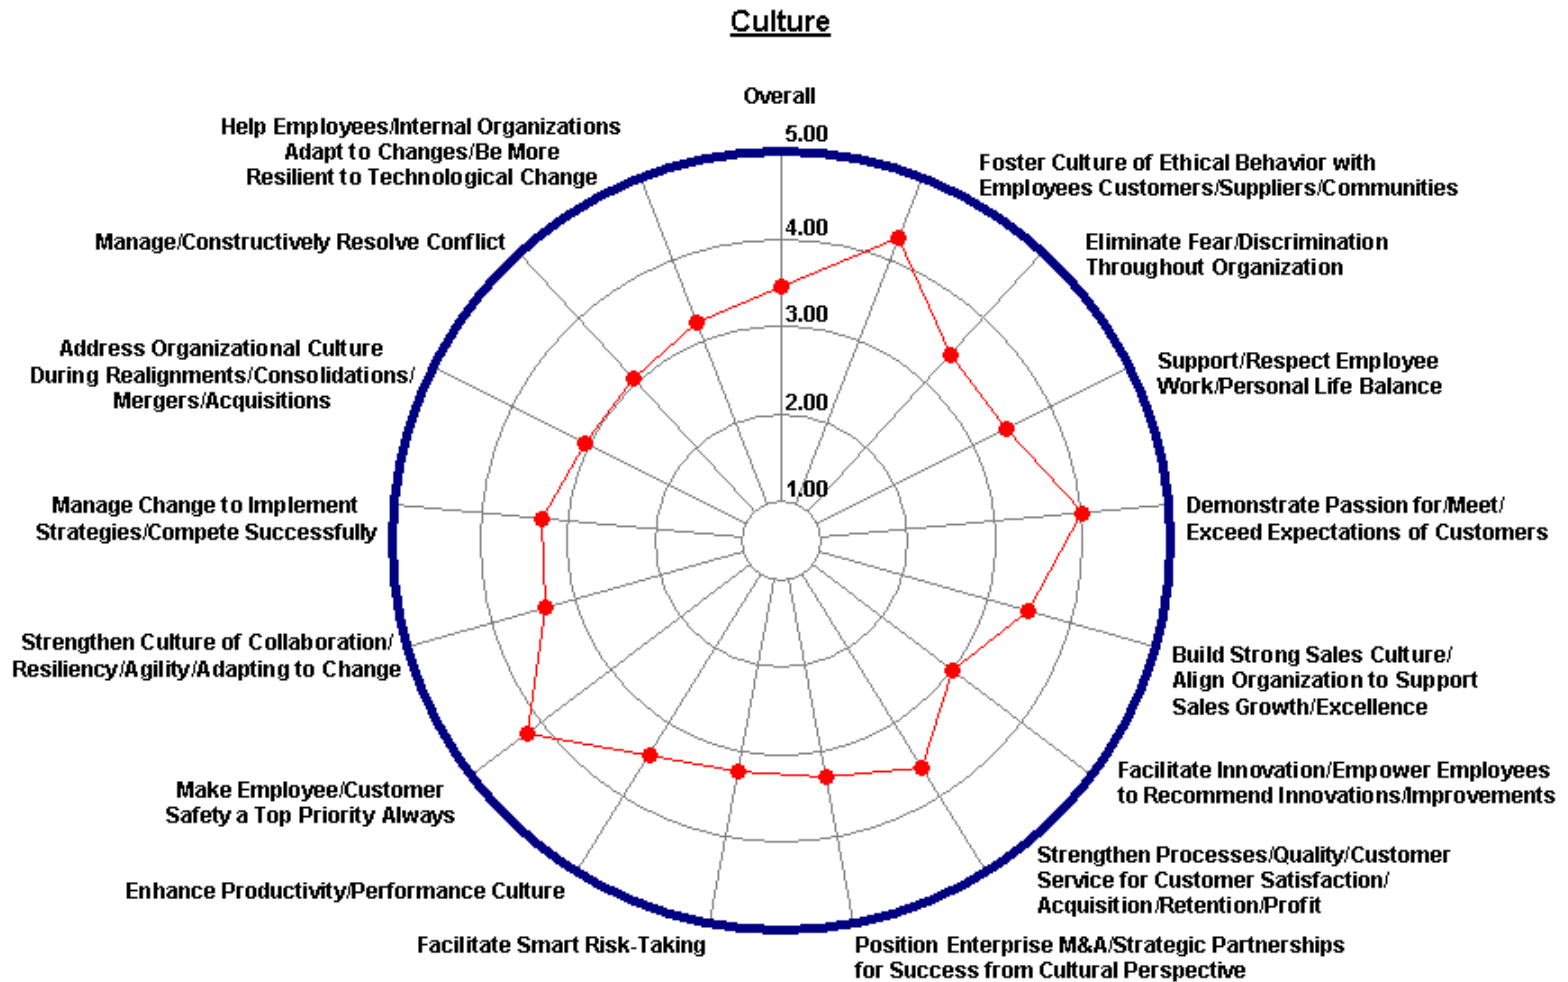 Culture
Overall
5.00
4.00
3.00
2.00
1.00
Foster Culture of Ethical Behavior with
Employees Customers/Suppliers/Communities
Eliminate Fear/Discrimination
Throughout Organization
Support/Respect Employee
Work/Personal Life Balance
Demonstrate Passion for/Meet/
Exceed Expectations of Customers
Build Strong Sales Culture/
Align Organization to Support
Sales Growth/Excellence
Facilitate Innovation/Empower Employees
to Recommend Innovations/Improvements
Strengthen Processes/Quality/Customer
Service for Customer Satisfaction/
Acquisition/Retention/Profit
Position Enterprise M&A/Strategic Partnerships
for Success from Cultural Perspective
Facilitate Smart Risk-Taking
Enhance Productivity/Performance Culture
Make Employee/Customer
Safety a Top Priority Always
Strengthen Culture of Collaboration/
Resiliency/Agility/Adapting to Change
Manage Change to Implement
Strategies/Compete Successfully
Address Organizational Culture
During Realignments/Consolidations/
Mergers/Acquisitions
Manage/Constructively Resolve Conflict
Help Employees/Internal Organizations
Adapt to Changes/Be More
Resilient to Technological Change